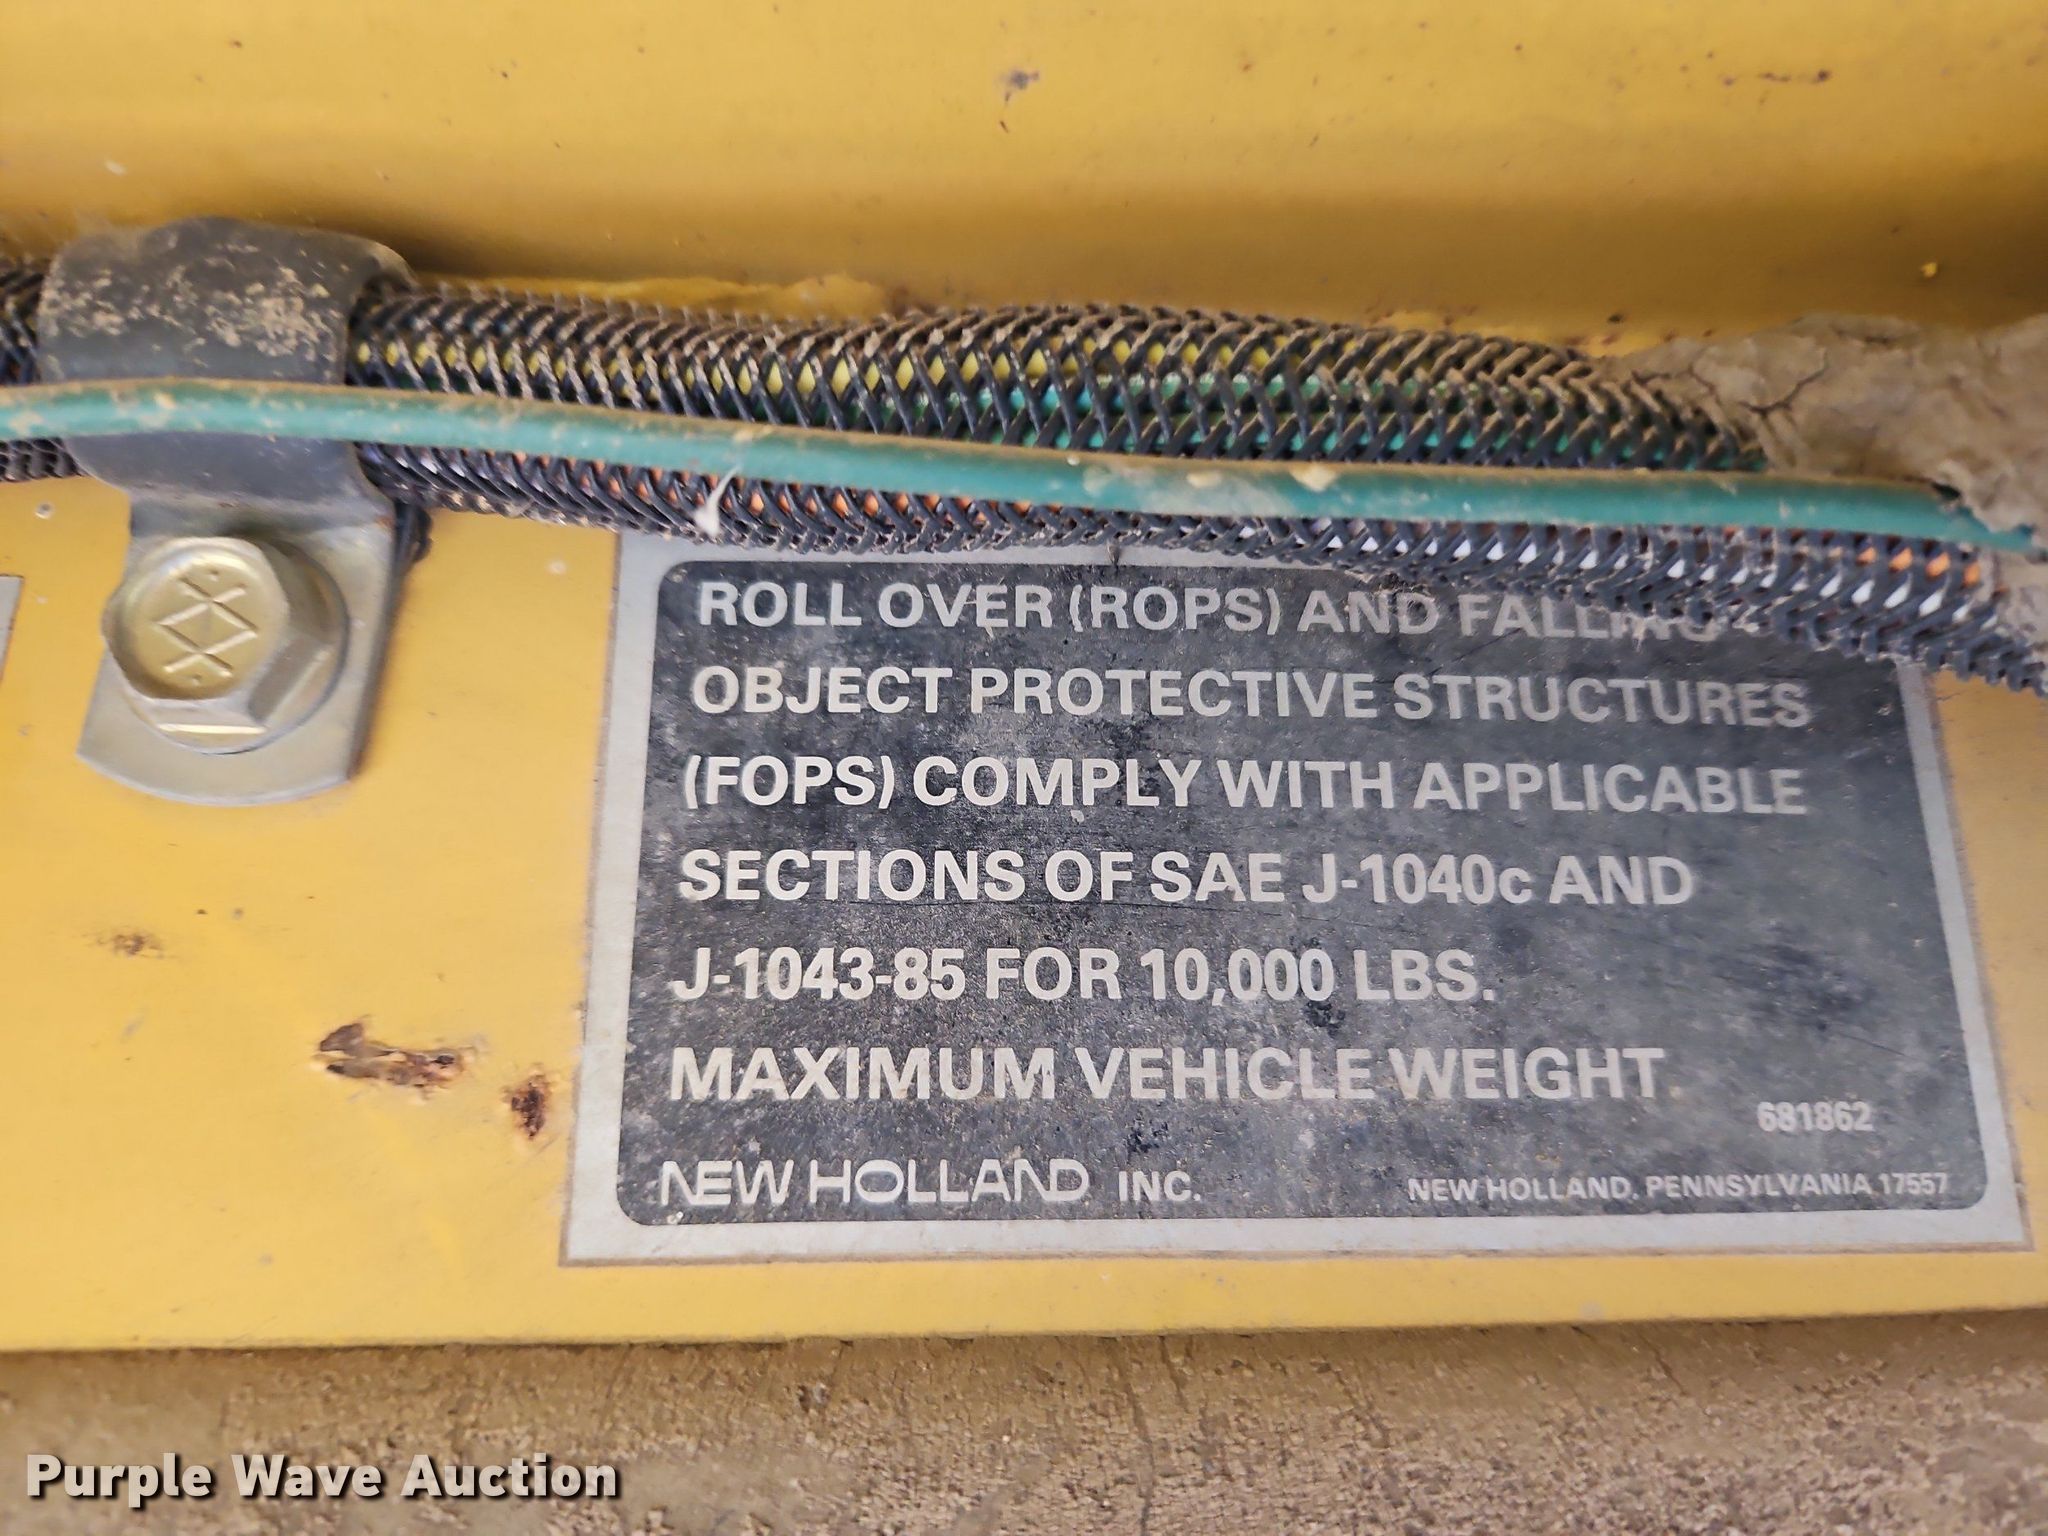 ROLL OVER (ROPS) AND FALLING
OBJECT PROTECTIVE STRUCTURES
(FOPS) COMPLY WITH APPLICABLE
SECTIONS OF SAE J-1040c AND
J-1043-85 FOR 10,000 LBS.
MAXIMUM VEHICLE WEIGHT.
681862
NEW HOLLAND INC.
NEW HOLLAND, PENNSYLVANIA 17557
Purple Wave Auction